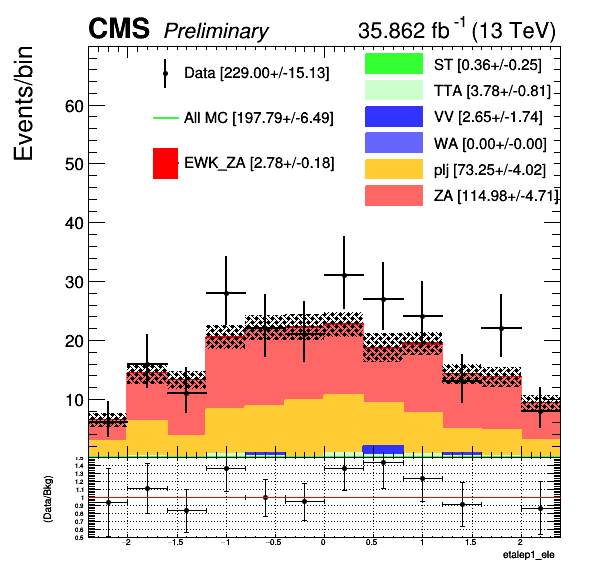 CMS Preliminary 35.862 fb⁻¹ (13 TeV)
Events/bin
Data [229.00+/-15.13]
All MC [197.79+/-6.49]
EWK_ZA [2.78+/-0.18]
ST [0.36+/-0.25]
TTA [3.78+/-0.81]
VV [2.65+/-1.74]
WA [0.00+/-0.00]
plj [73.25+/-4.02]
ZA [114.98+/-4.71]
60
50
40
30
20
10
(Data/Bkg)
1.5
1.4
1.3
1.2
1.1
1
0.9
0.8
0.7
0.6
0.5
−2 −1.5 −1 −0.5 0 0.5 1 1.5 2
etalep1_ele